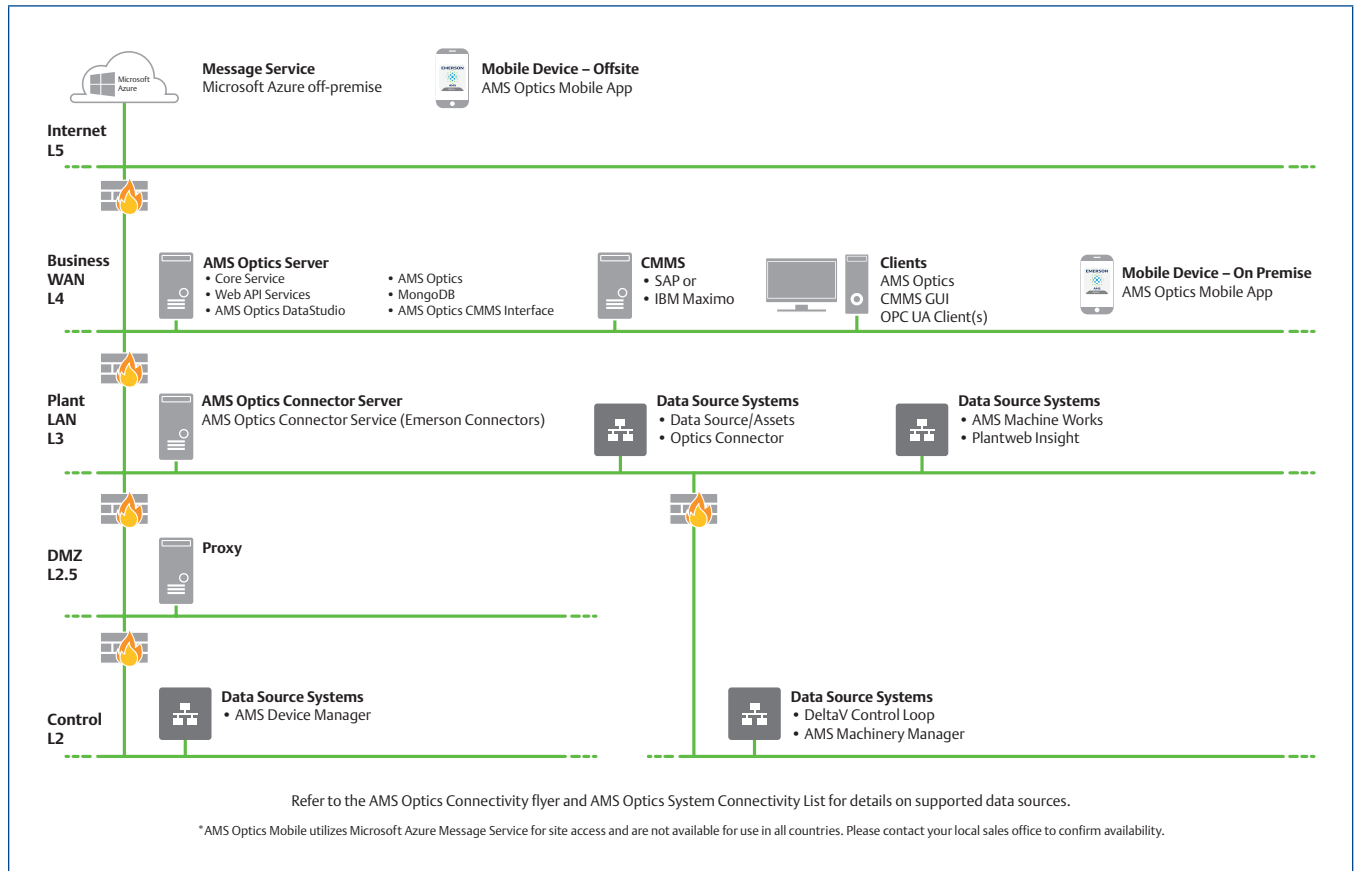 Microsoft
Azure
Message Service
Microsoft Azure off-premise
EMERSON
AMS
Mobile Device – Offsite
AMS Optics Mobile App
Internet
L5
Business
WAN
L4
AMS Optics Server
• Core Service
• Web API Services
• AMS Optics DataStudio
• AMS Optics
• MongoDB
• AMS Optics CMMS Interface
CMMS
• SAP or
• IBM Maximo
Clients
AMS Optics
CMMS GUI
OPC UA Client(s)
EMERSON
AMS
Mobile Device – On Premise
AMS Optics Mobile App
Plant
LAN
L3
AMS Optics Connector Server
AMS Optics Connector Service (Emerson Connectors)
Data Source Systems
• Data Source/Assets
• Optics Connector
Data Source Systems
• AMS Machine Works
• Plantweb Insight
DMZ
L2.5
Proxy
Control
L2
Data Source Systems
• AMS Device Manager
Data Source Systems
• DeltaV Control Loop
• AMS Machinery Manager
Refer to the AMS Optics Connectivity flyer and AMS Optics System Connectivity List for details on supported data sources.
*AMS Optics Mobile utilizes Microsoft Azure Message Service for site access and are not available for use in all countries. Please contact your local sales office to confirm availability.